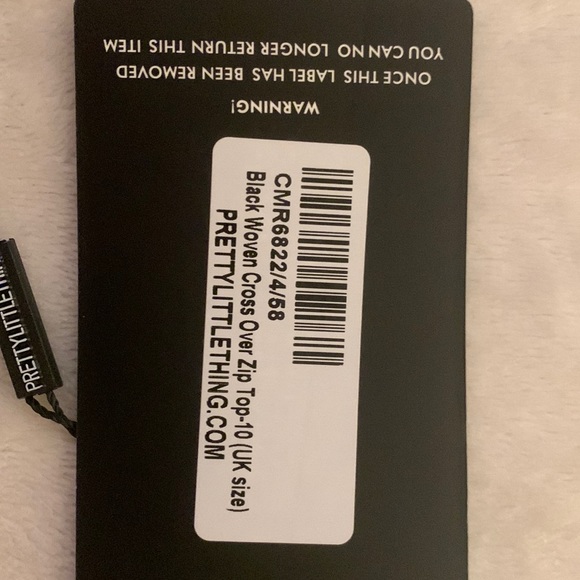 WARNING!
ONCE THIS LABEL HAS BEEN REMOVED
YOU CAN NO LONGER RETURN THIS ITEM
CMR6822/4/58
Black Woven Cross Over Zip Top-10 (UK size)
PRETTYLITTLETHING.COM
PRETTYLITTLETHING